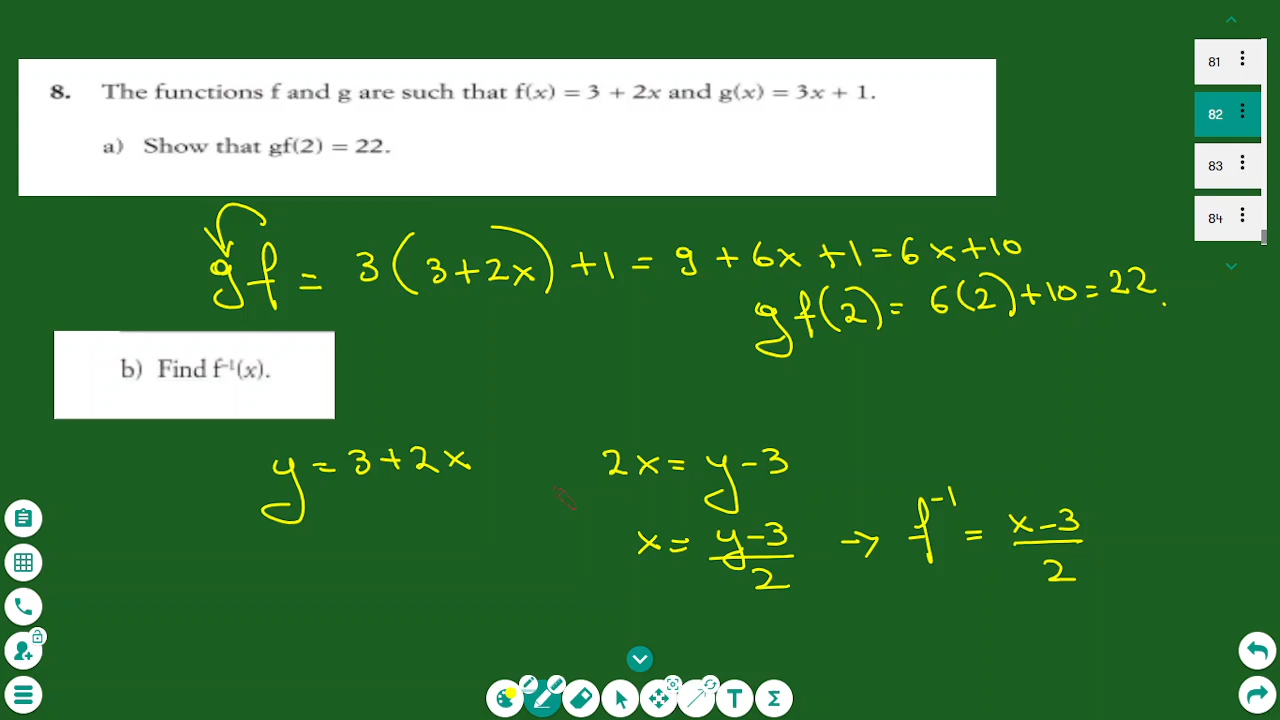 8. The functions f and g are such that f(x) = 3 + 2x and g(x) = 3x + 1.
a) Show that gf(2) = 22.
gf = 3(3+2x)+1 = 9+6x+1=6x+10
gf(2)= 6(2)+10=22.
b) Find f⁻¹(x).
y=3+2x
2x=y-3
x= y-3/2 → f⁻¹ = x-3/2
81
82
83
84
T Σ